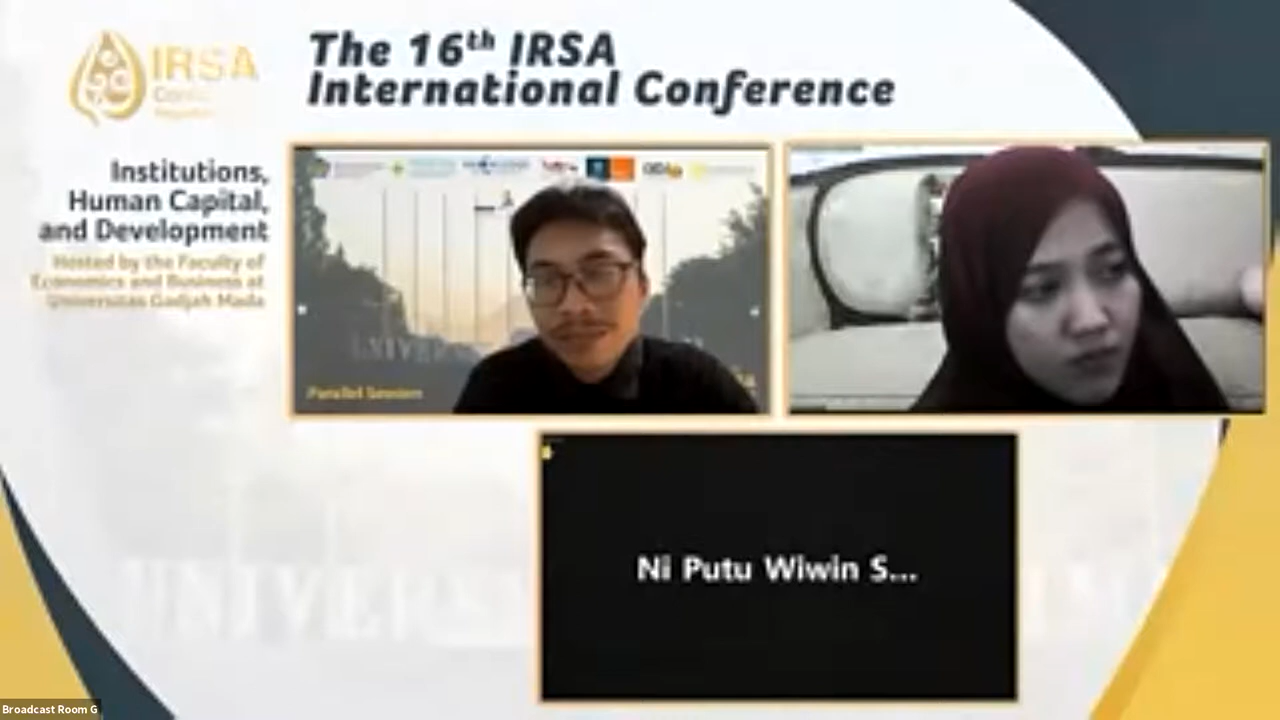 The 16th IRSA
International Conference
IRSA
Institutions,
Human Capital,
and Development
Hosted by the Faculty of
Economics and Business at
Universitas Gadjah Mada
Parallel Session
Ni Putu Wiwin S...
Broadcast Room G